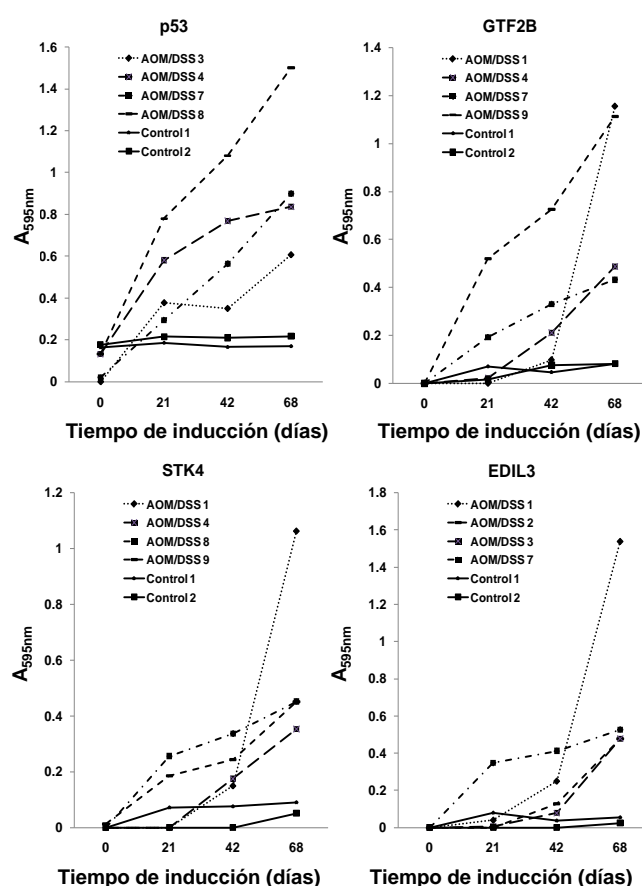 p53
1.6
1.4
1.2
1
0.8
0.6
0.4
0.2
0
A595nm
AOM/DSS 3
AOM/DSS 4
AOM/DSS 7
AOM/DSS 8
Control 1
Control 2
0 21 42 68
Tiempo de inducción (días)
GTF2B
1.4
1.2
1
0.8
0.6
0.4
0.2
0
A595nm
AOM/DSS 1
AOM/DSS 4
AOM/DSS 7
AOM/DSS 9
Control 1
Control 2
0 21 42 68
Tiempo de inducción (días)
STK4
1.2
1
0.8
0.6
0.4
0.2
0
A595nm
AOM/DSS 1
AOM/DSS 4
AOM/DSS 8
AOM/DSS 9
Control 1
Control 2
0 21 42 68
Tiempo de inducción (días)
EDIL3
1.8
1.6
1.4
1.2
1
0.8
0.6
0.4
0.2
0
A595nm
AOM/DSS 1
AOM/DSS 2
AOM/DSS 3
AOM/DSS 7
Control 1
Control 2
0 21 42 68
Tiempo de inducción (días)